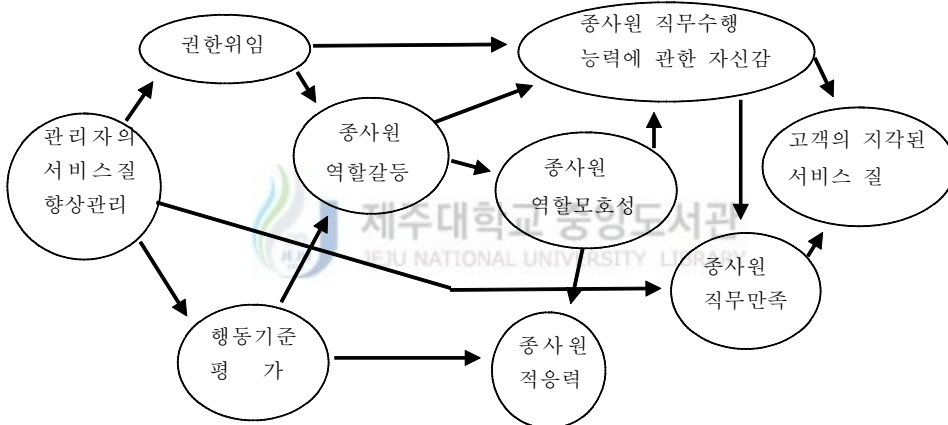 권한위임
종사원 직무수행
능력에 관한 자신감
관리자의
서비스질
향상관리
종사원
역할갈등
종사원
역할모호성
고객의 지각된
서비스 질
제주대학교 중앙도서관
JEJU NATIONAL UNIVERSITY LIBRARY
종사원
직무만족
행동기준
평 가
종사원
적응력